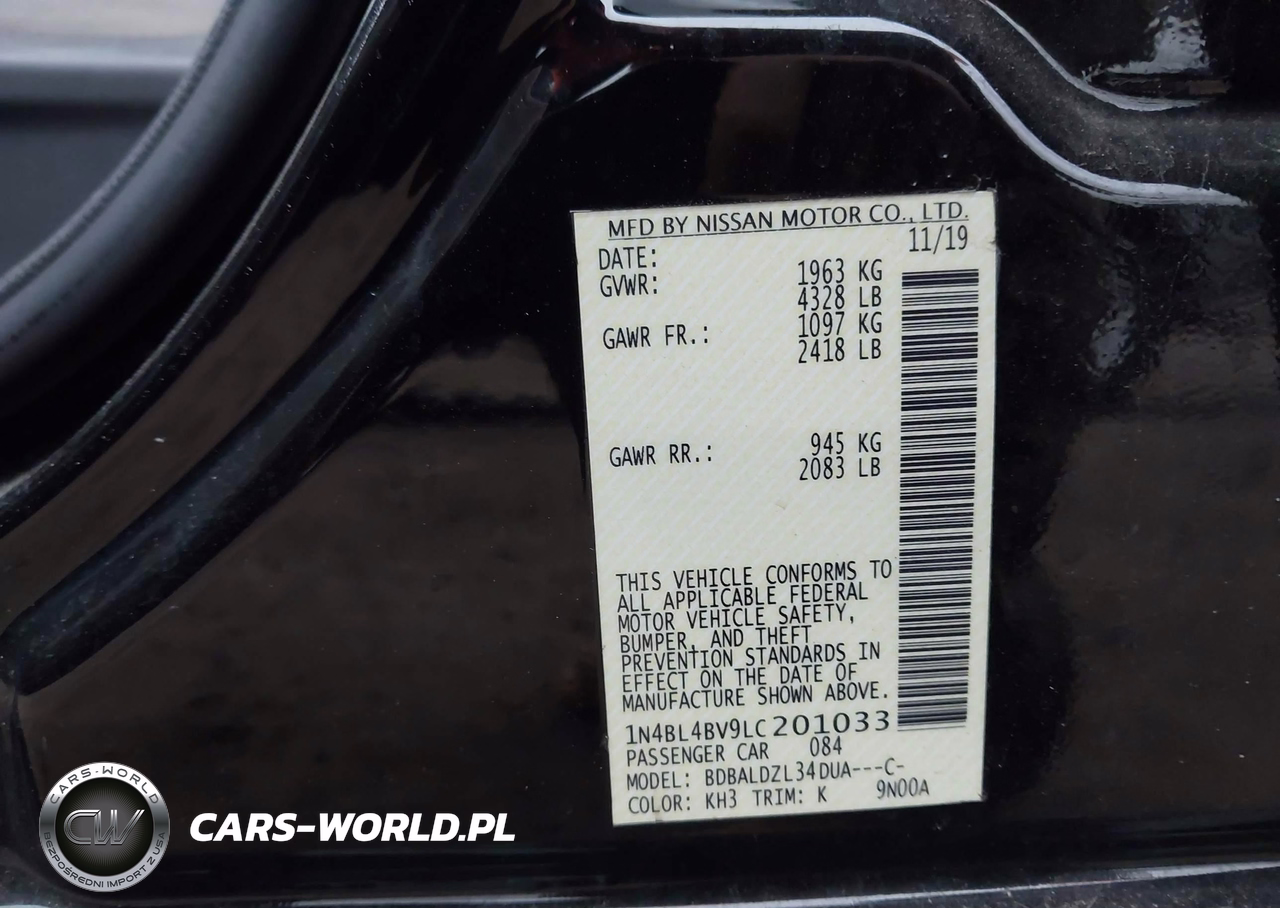 MFD BY NISSAN MOTOR CO., LTD.
DATE: 11/19
GVWR: 1963 KG
4328 LB
GAWR FR.: 1097 KG
2418 LB
GAWR RR.: 945 KG
2083 LB
THIS VEHICLE CONFORMS TO
ALL APPLICABLE FEDERAL
MOTOR VEHICLE SAFETY,
BUMPER, AND THEFT
PREVENTION STANDARDS IN
EFFECT ON THE DATE OF
MANUFACTURE SHOWN ABOVE.
1N4BL4BV9LC201033
PASSENGER CAR 084
MODEL: BDBALDZL34DUA---C-
COLOR: KH3 TRIM: K 9N00A
CARS-WORLD
CW
BEZPOŚREDNI IMPORT Z USA
CARS-WORLD.PL